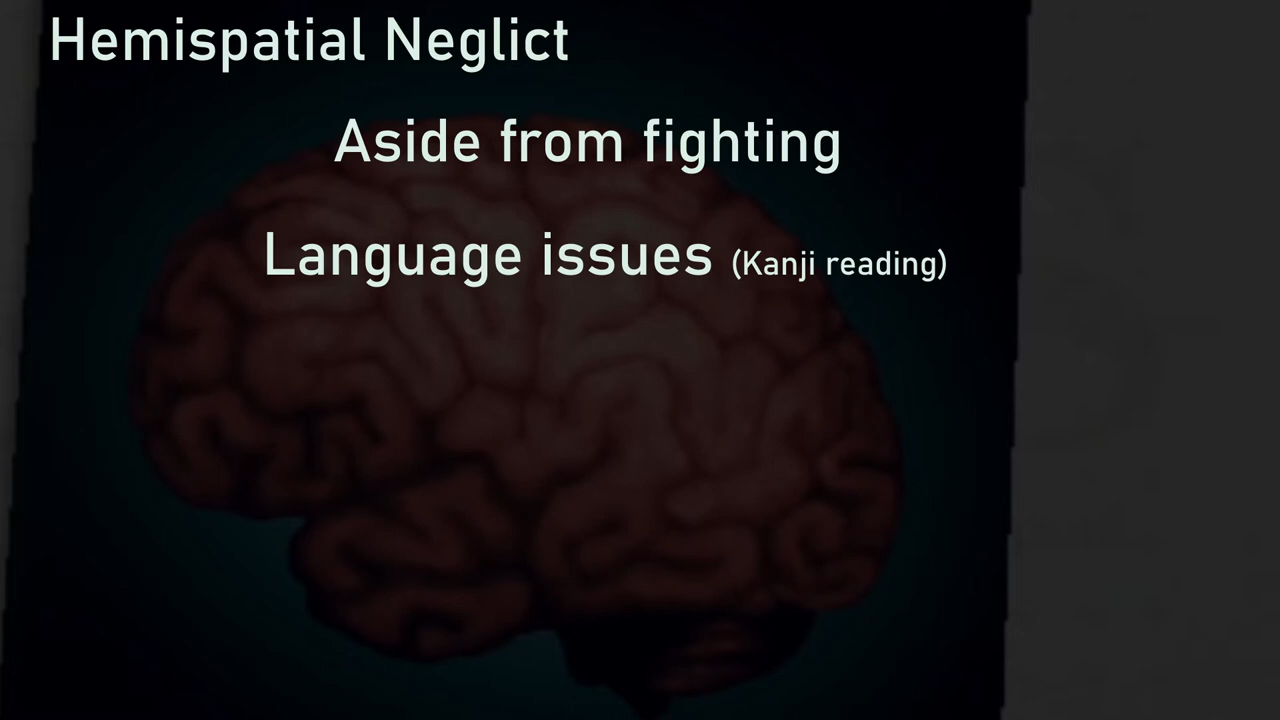 Hemispatial Neglict
Aside from fighting
Language issues (Kanji reading)